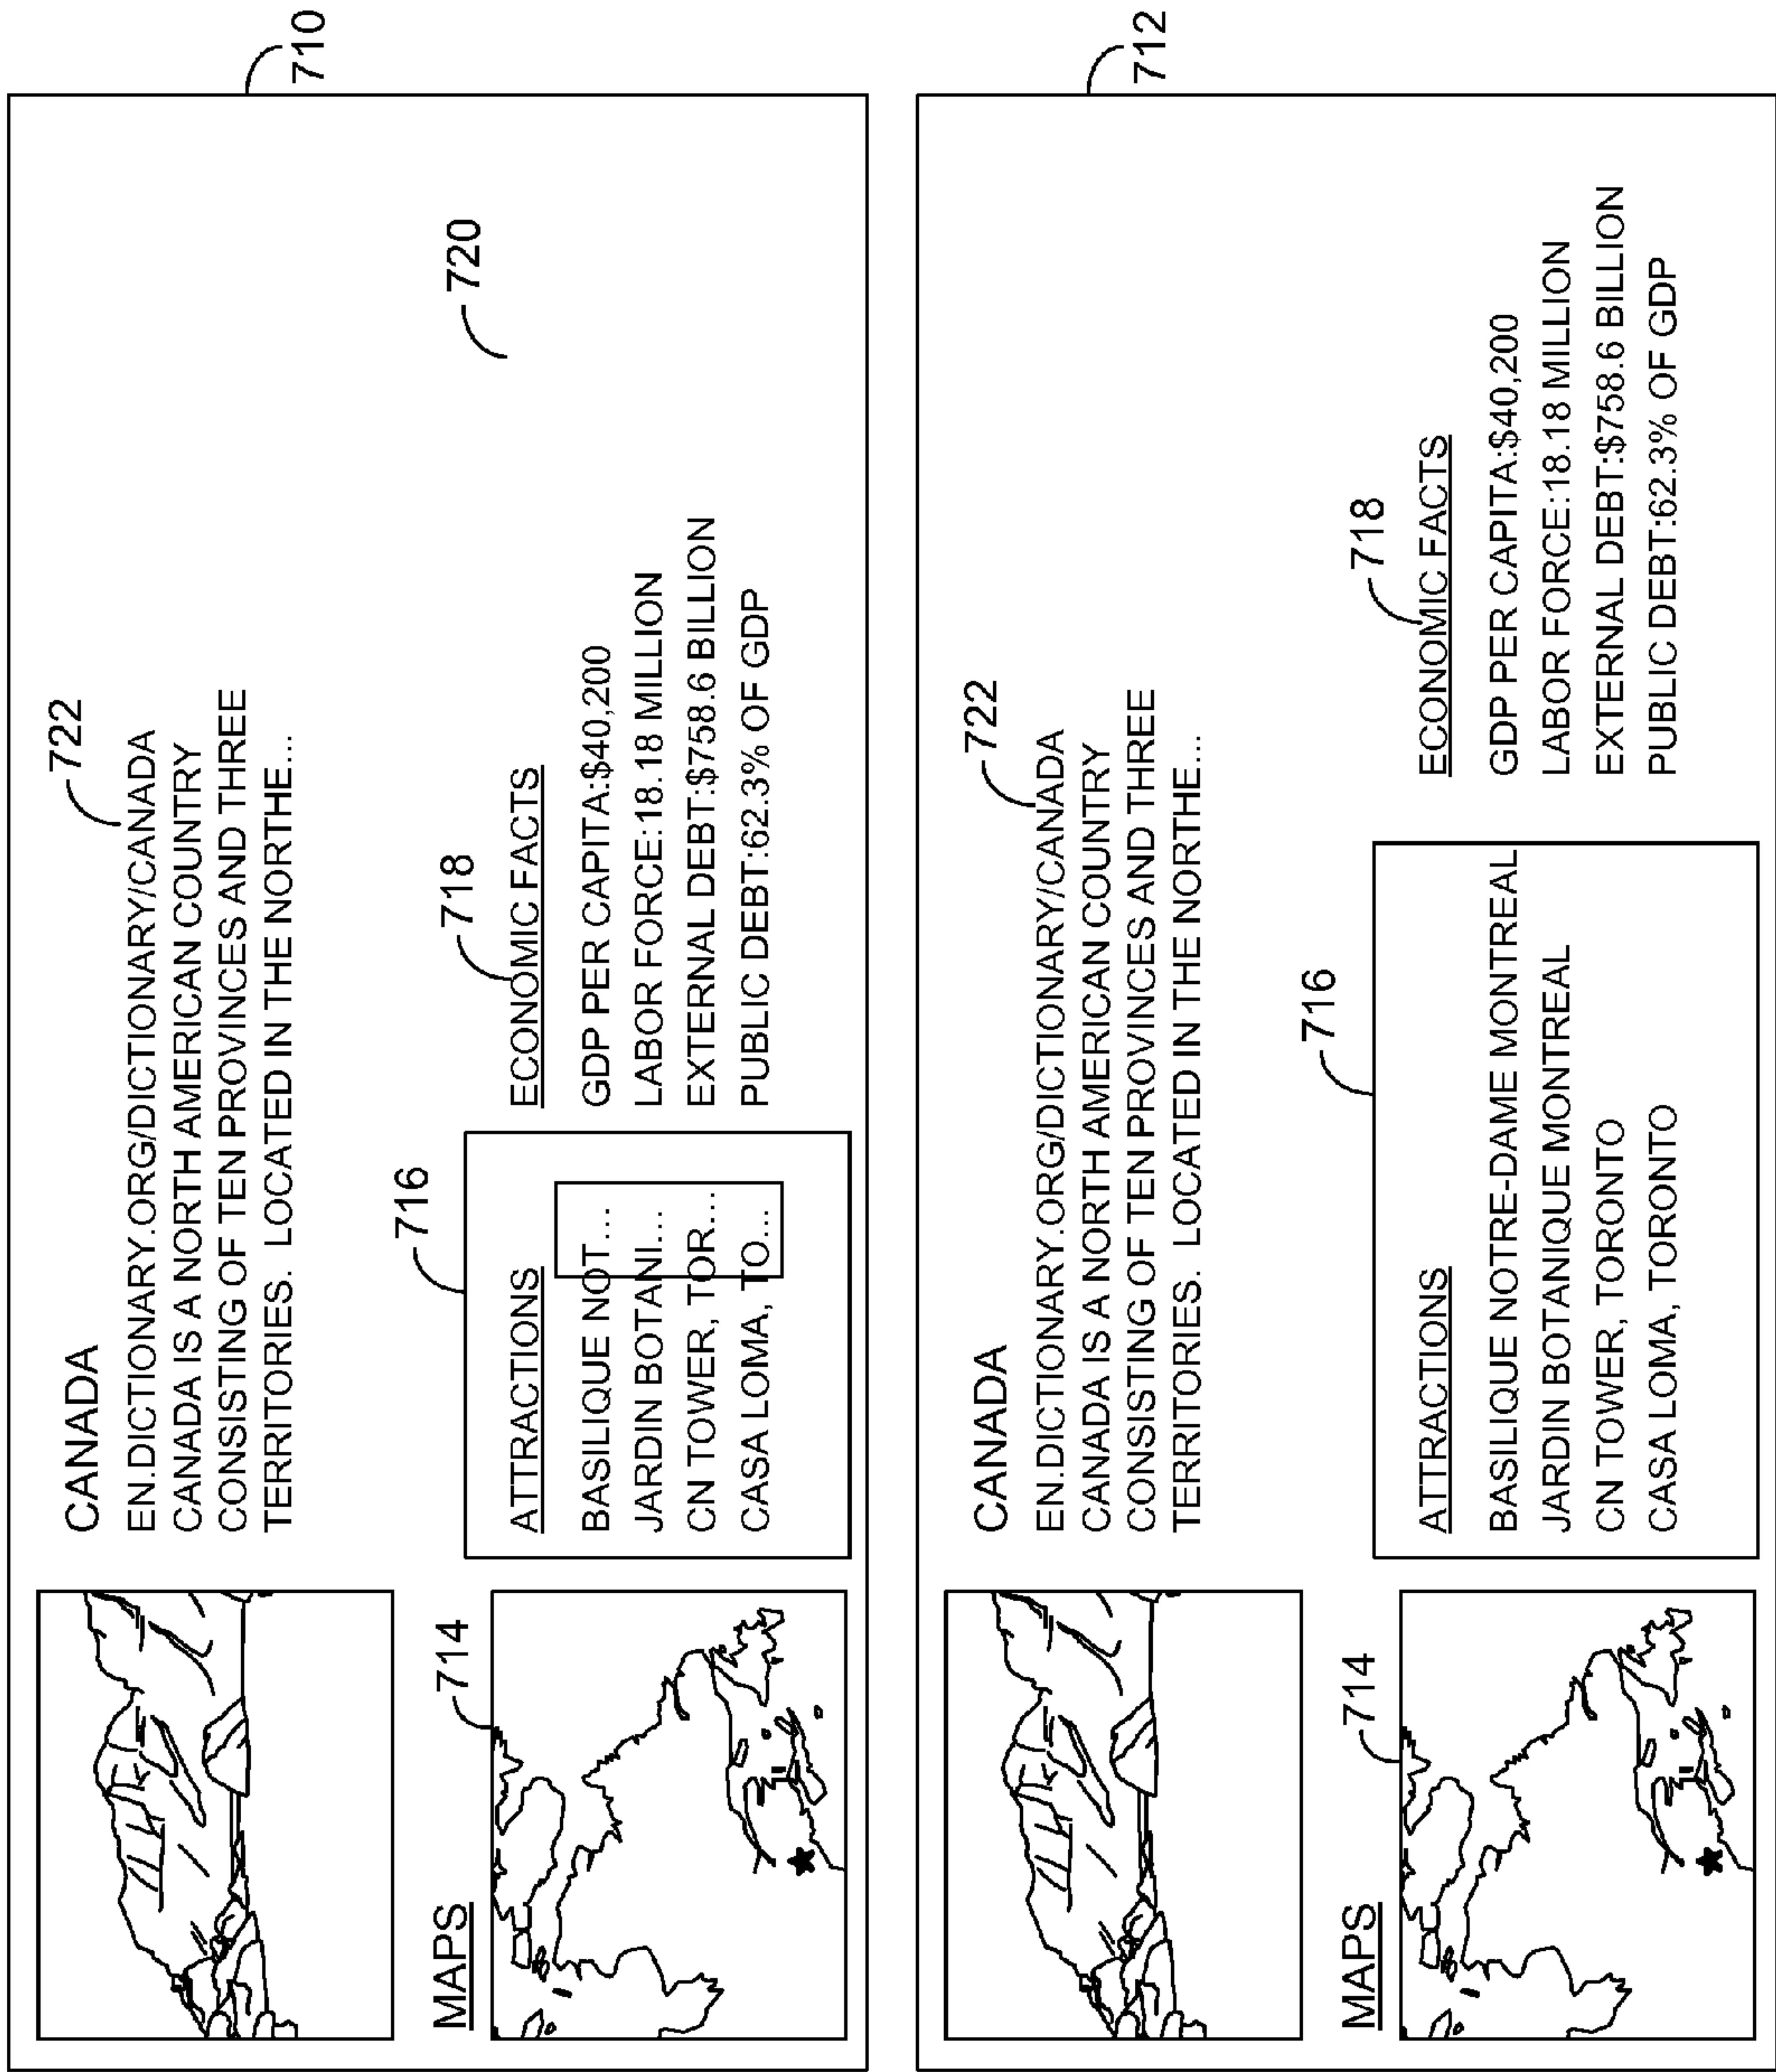 710
CANADA
722
EN.DICTIONARY.ORG/DICTIONARY/CANADA
CANADA IS A NORTH AMERICAN COUNTRY
CONSISTING OF TEN PROVINCES AND THREE
TERRITORIES. LOCATED IN THE NORTHE...
720
MAPS
714
716
ATTRACTIONS
BASILIQUE NOT...
JARDIN BOTANI...
CN TOWER, TOR...
CASA LOMA, TO...
718
ECONOMIC FACTS
GDP PER CAPITA:$40,200
LABOR FORCE:18.18 MILLION
EXTERNAL DEBT:$758.6 BILLION
PUBLIC DEBT:62.3% OF GDP
712
CANADA
722
EN.DICTIONARY.ORG/DICTIONARY/CANADA
CANADA IS A NORTH AMERICAN COUNTRY
CONSISTING OF TEN PROVINCES AND THREE
TERRITORIES. LOCATED IN THE NORTHE...
MAPS
714
716
ATTRACTIONS
BASILIQUE NOTRE-DAME MONTREAL
JARDIN BOTANIQUE MONTREAL
CN TOWER, TORONTO
CASA LOMA, TORONTO
718
ECONOMIC FACTS
GDP PER CAPITA:$40,200
LABOR FORCE:18.18 MILLION
EXTERNAL DEBT:$758.6 BILLION
PUBLIC DEBT:62.3% OF GDP